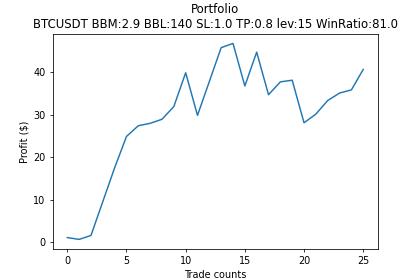 Portfolio
BTCUSDT BBM:2.9 BBL:140 SL:1.0 TP:0.8 lev:15 WinRatio:81.0
40
30
20
10
0
Profit ($)
0 5 10 15 20 25
Trade counts